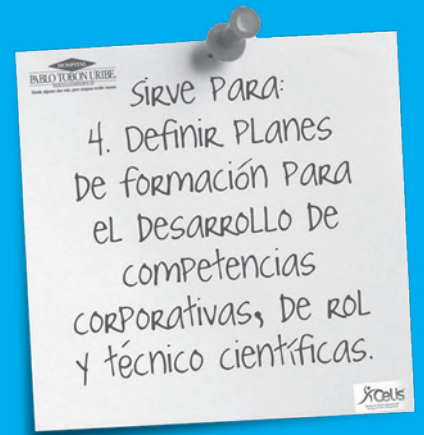 HOSPITAL
PABLO TOBÓN URIBE
Sirve Para:
4. Definir Planes
De formación Para
el Desarrollo De
competencias
corporativas, De rol
y técnico científicas.
Celis